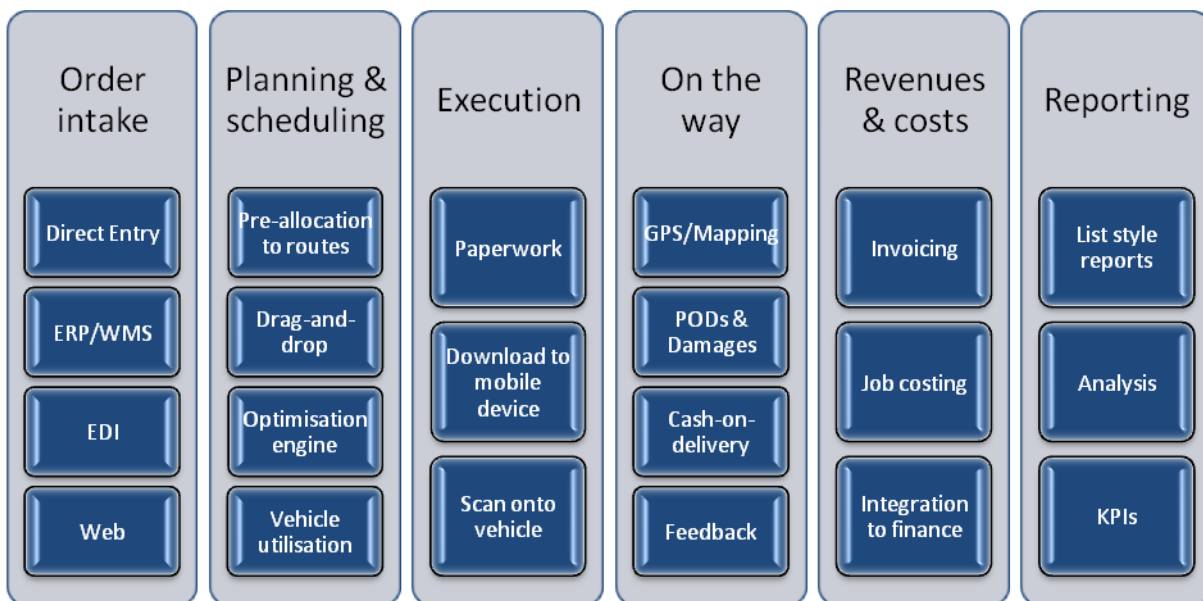 Order
intake
Direct Entry
ERP/WMS
EDI
Web
Planning &
scheduling
Pre-allocation
to routes
Drag-and-
drop
Optimisation
engine
Vehicle
utilisation
Execution
Paperwork
Download to
mobile
device
Scan onto
vehicle
On the
way
GPS/Mapping
PODs &
Damages
Cash-on-
delivery
Feedback
Revenues
& costs
Invoicing
Job costing
Integration
to finance
Reporting
List style
reports
Analysis
KPIs